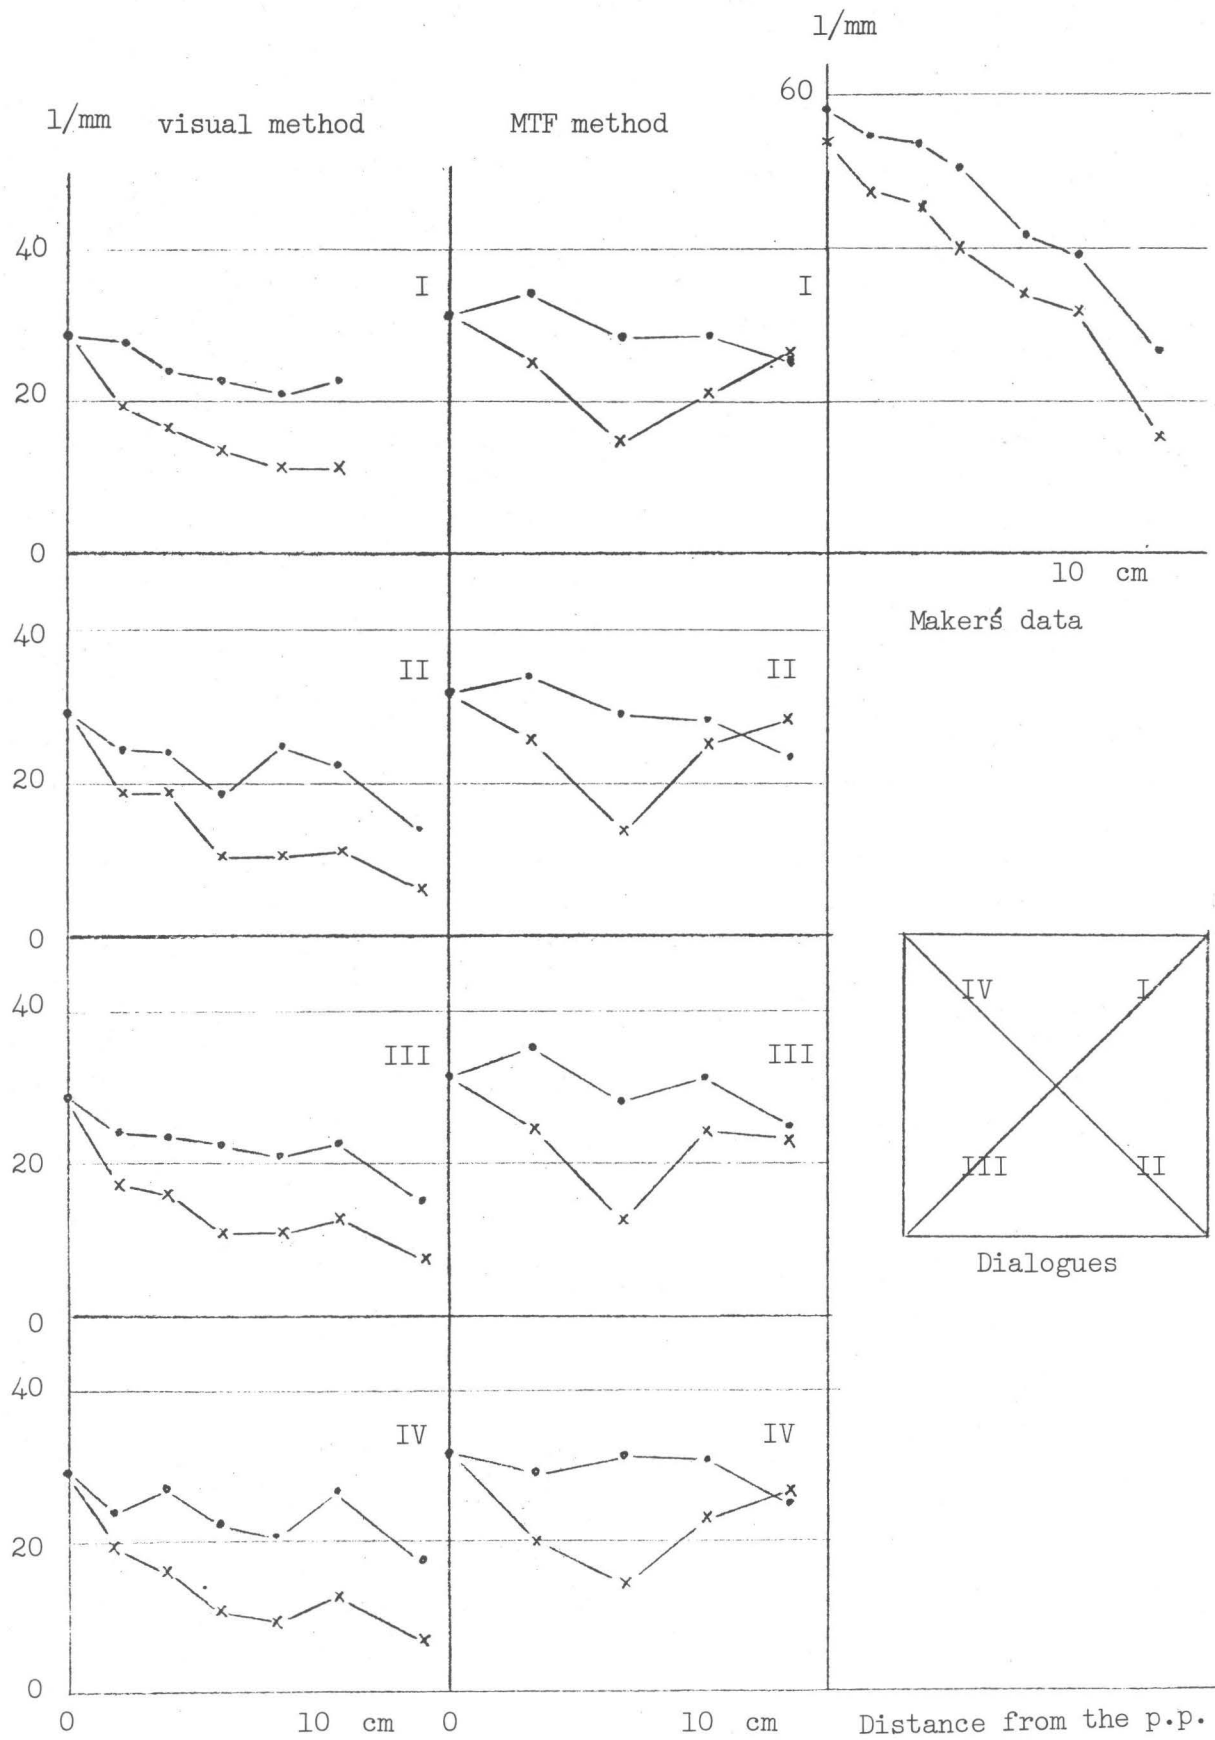 l/mm
60
l/mm visual method MTF method
40
I I
20
0
10 cm
Makerś data
40
II II
20
0
IV I
40
III III
III II
20
Dialogues
0
40
IV IV
20
0
0 10 cm 0 10 cm Distance from the p.p.